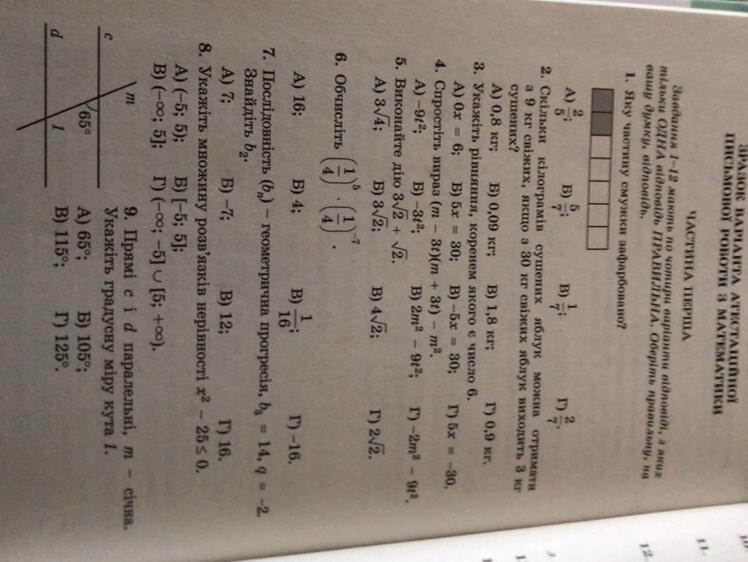 ЗРАЗОК ВАРІАНТА АТЕСТАЦІЙНОЇ
ПИСЬМОВОЇ РОБОТИ З МАТЕМАТИКИ
ЧАСТИНА ПЕРША
Завдання 1–12 мають по чотири варіанти відповіді, з яких
тільки ОДНА відповідь ПРАВИЛЬНА. Оберіть правильну, на
вашу думку, відповідь.
1. Яку частину смужки зафарбовано?
А) 2/5; Б) 5/7; В) 1/7; Г) 2/7.
2. Скільки кілограмів сушених яблук можна отримати
з 9 кг свіжих, якщо з 30 кг свіжих яблук виходить 3 кг
сушених?
А) 0,8 кг; Б) 0,09 кг; В) 1,8 кг; Г) 0,9 кг.
3. Укажіть рівняння, коренем якого є число 6.
А) 0x = 6; Б) 5x = 30; В) –5x = 30; Г) 5x = –30.
4. Спростіть вираз (m – 3t)(m + 3t) – m².
А) –9t²; Б) –3t²; В) 2m² – 9t²; Г) –2m² – 9t².
5. Виконайте дію 3√2 + √2.
А) 3√4; Б) 3√2; В) 4√2; Г) 2√2.
6. Обчисліть (1/4)⁵ · (1/4)⁻⁷.
А) 16; Б) 4; В) 1/16; Г) –16.
7. Послідовність (bₙ) – геометрична прогресія, b₃ = 14, q = –2.
Знайдіть b₂.
А) 7; Б) –7; В) 12; Г) 16.
8. Укажіть множину розв'язків нерівності x² – 25 ≤ 0.
А) (–5; 5); Б) [–5; 5];
В) (–∞; 5]; Г) (–∞; –5] ∪ [5; +∞).
9. Прямі c і d паралельні, m – січна.
Укажіть градусну міру кута 1.
А) 65°; Б) 105°;
В) 115°; Г) 125°.
m
c
65°
1
d
11.
12.